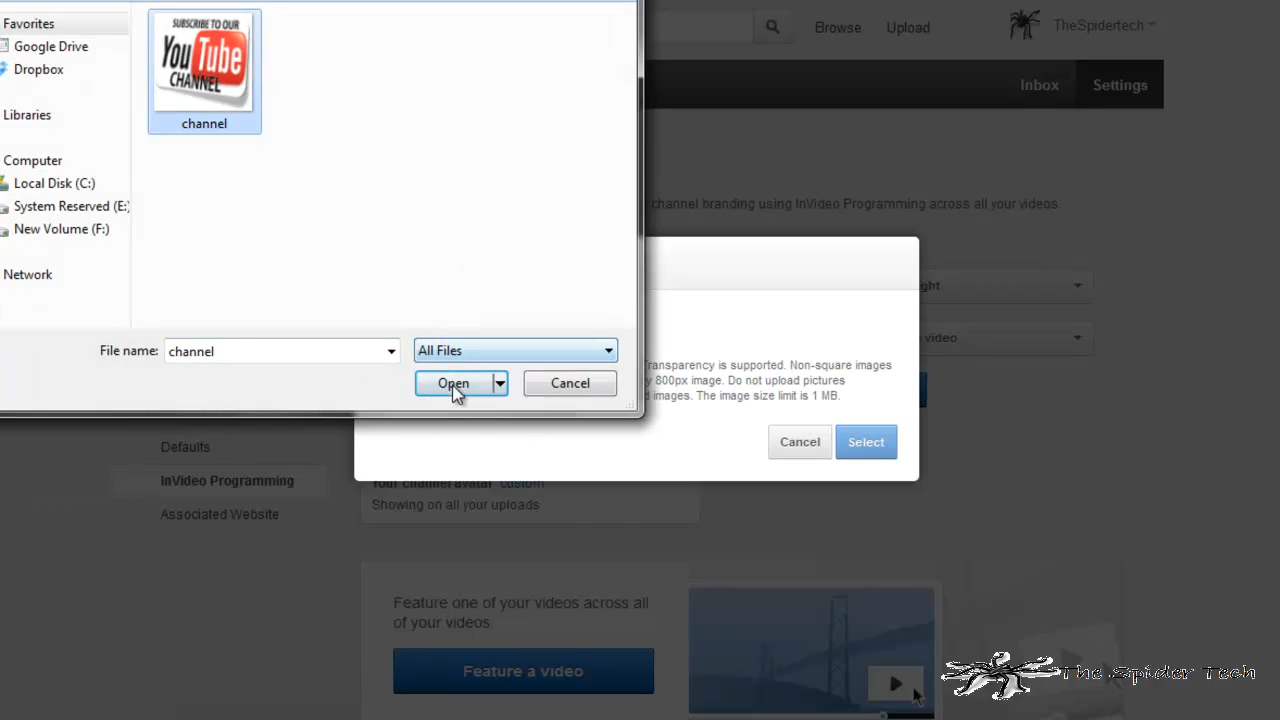 Favorites
Google Drive
Dropbox
Libraries
Computer
Local Disk (C:)
System Reserved (E:)
New Volume (F:)
Network
SUBSCRIBE TO OUR
YouTube
CHANNEL
channel
File name: channel
All Files
Open
Cancel
Browse
Upload
TheSpidertech
Inbox
Settings
channel branding using InVideo Programming across all your videos.
ght
video
Transparency is supported. Non-square images
y 800px image. Do not upload pictures
d images. The image size limit is 1 MB.
Cancel
Select
Defaults
InVideo Programming
Associated Website
Your channel avatar custom
Showing on all your uploads
Feature one of your videos across all
of your videos.
Feature a video
The Spider Tech